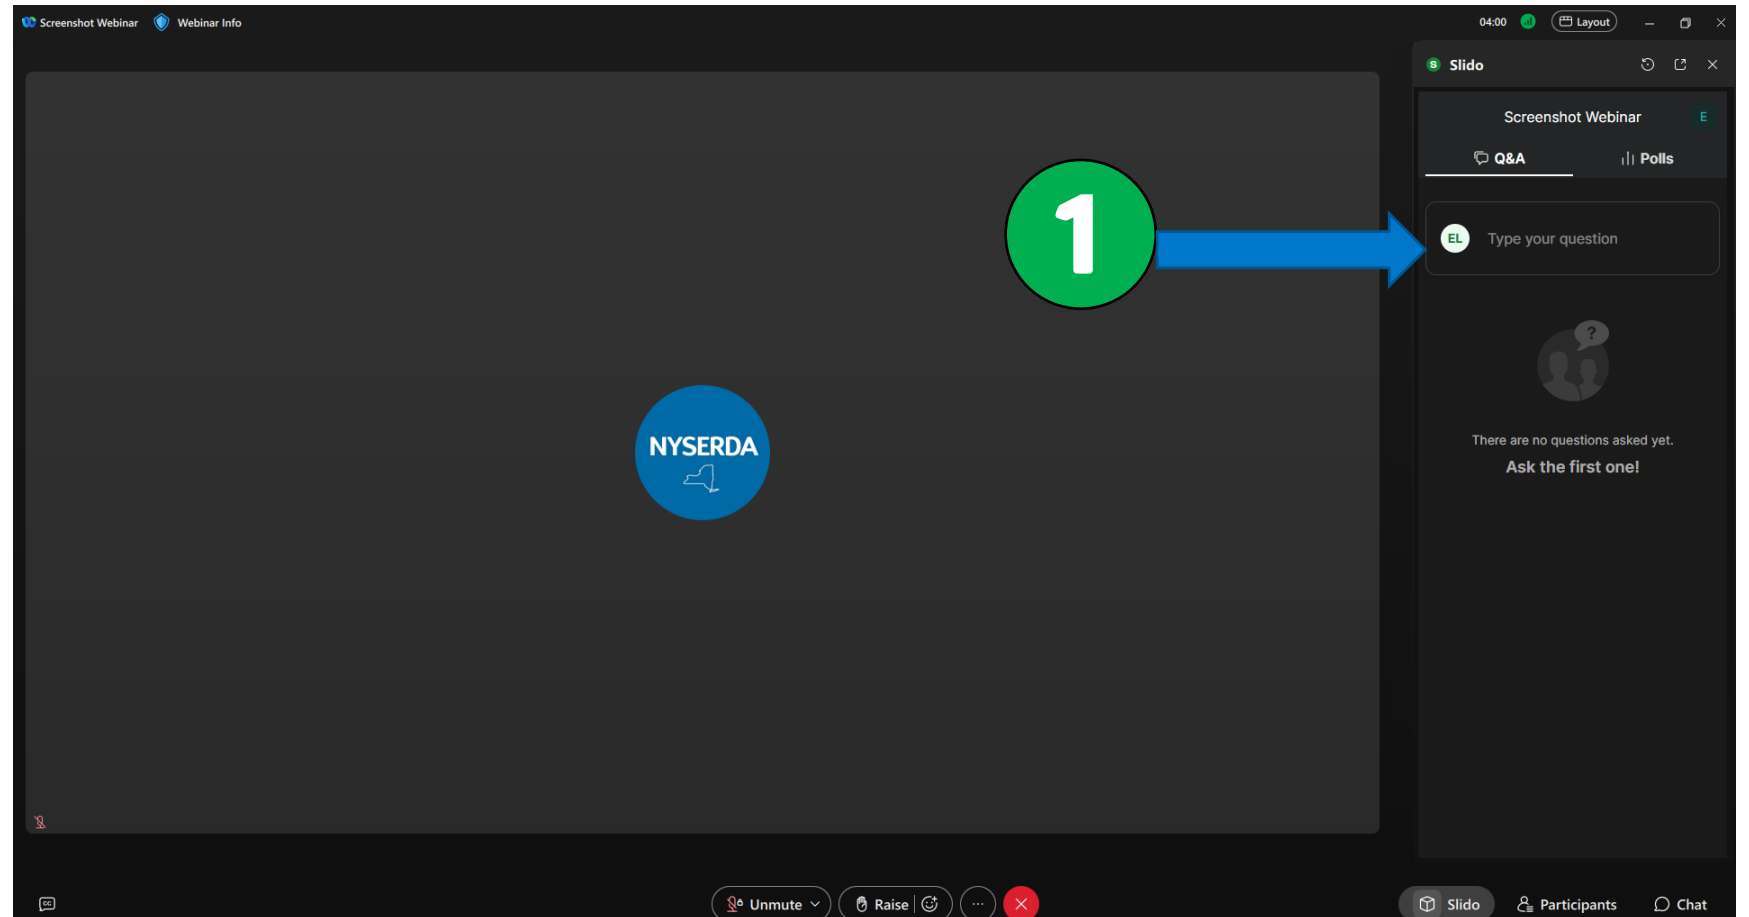 Screenshot Webinar
Webinar Info
04:00
Layout
S
Slido
Screenshot Webinar
E
Q&A
Polls
1
EL
Type your question
?
NYSERDA
There are no questions asked yet.
Ask the first one!
CC
Unmute
Raise
Slido
Participants
Chat